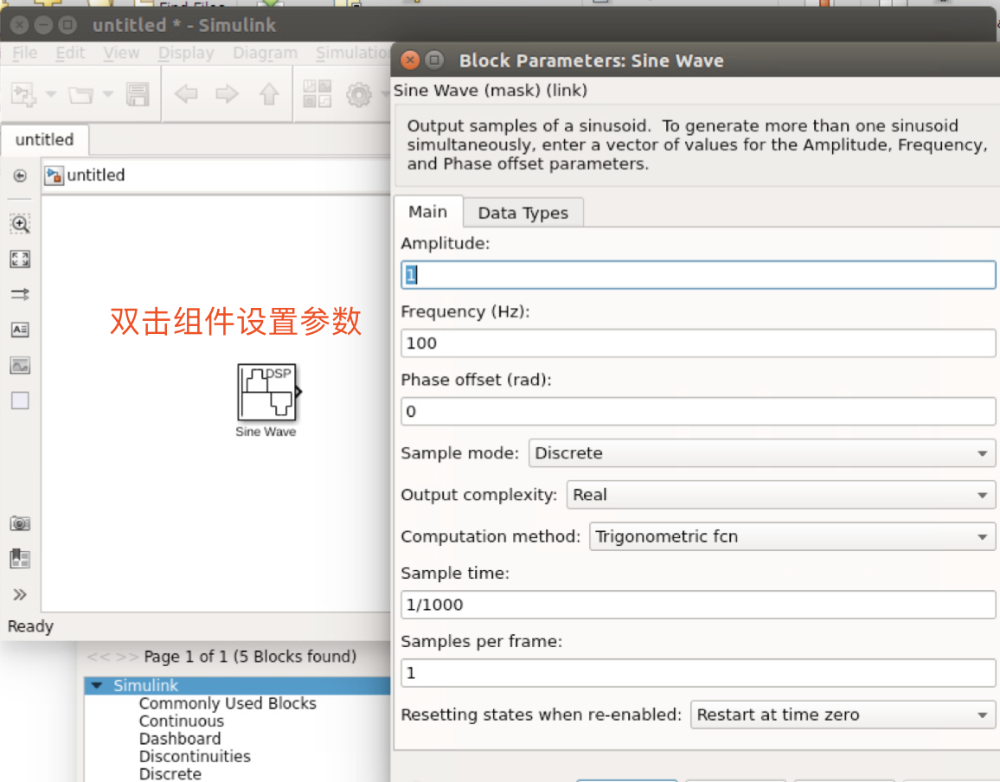 Find Files
untitled * - Simulink
File Edit View Display Diagram Simulation
untitled
untitled
双击组件设置参数
DSP
Sine Wave
Ready
<< >> Page 1 of 1 (5 Blocks found)
Simulink
Commonly Used Blocks
Continuous
Dashboard
Discontinuities
Discrete
Block Parameters: Sine Wave
Sine Wave (mask) (link)
Output samples of a sinusoid. To generate more than one sinusoid
simultaneously, enter a vector of values for the Amplitude, Frequency,
and Phase offset parameters.
Main Data Types
Amplitude:
1
Frequency (Hz):
100
Phase offset (rad):
0
Sample mode: Discrete
Output complexity: Real
Computation method: Trigonometric fcn
Sample time:
1/1000
Samples per frame:
1
Resetting states when re-enabled: Restart at time zero